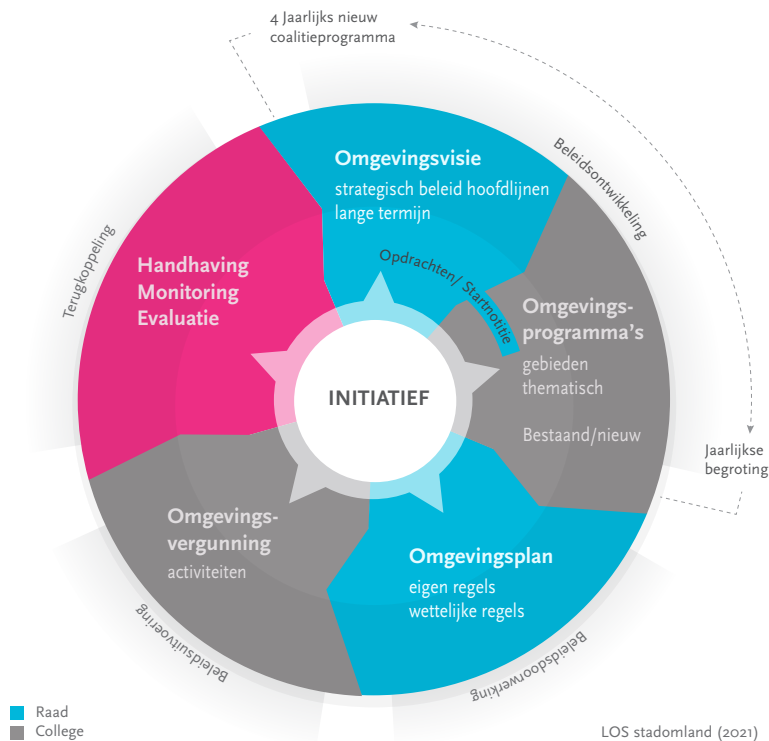 4 Jaarlijks nieuw
coalitieprogramma
Omgevingsvisie
strategisch beleid hoofdlijnen
lange termijn
Beleidsontwikkeling
Opdrachten/ Startnotitie
Omgevings-
programma's
gebieden
thematisch
Bestaand/nieuw
Jaarlijkse
begroting
Terugkoppeling
Handhaving
Monitoring
Evaluatie
INITIATIEF
Omgevings-
vergunning
activiteiten
Omgevingsplan
eigen regels
wettelijke regels
Beleidsuitvoering
Beleidsdoorwerking
Raad
College
LOS stadomland (2021)